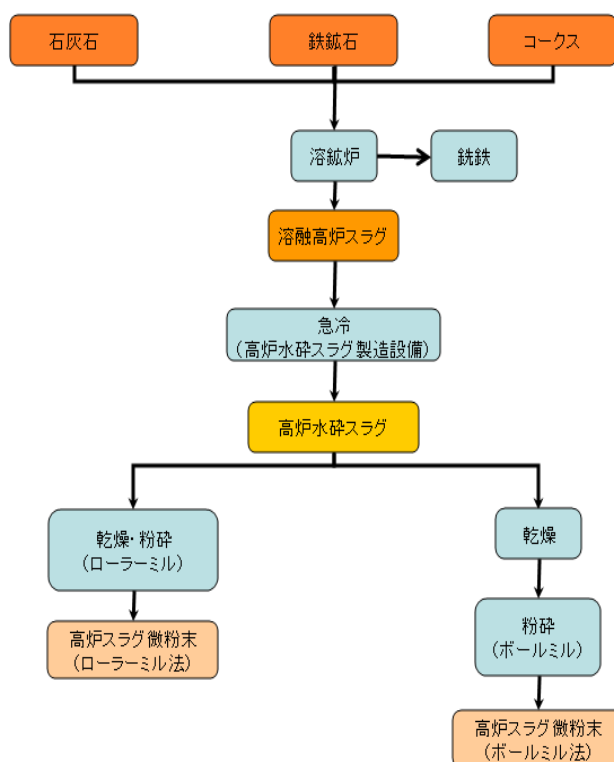 石灰石
鉄鉱石
コークス
溶鉱炉
銑鉄
溶融高炉スラグ
急冷
(高炉水砕スラグ製造設備)
高炉水砕スラグ
乾燥・粉砕
(ローラーミル)
高炉スラグ微粉末
(ローラーミル法)
乾燥
粉砕
(ボールミル)
高炉スラグ微粉末
(ボールミル法)